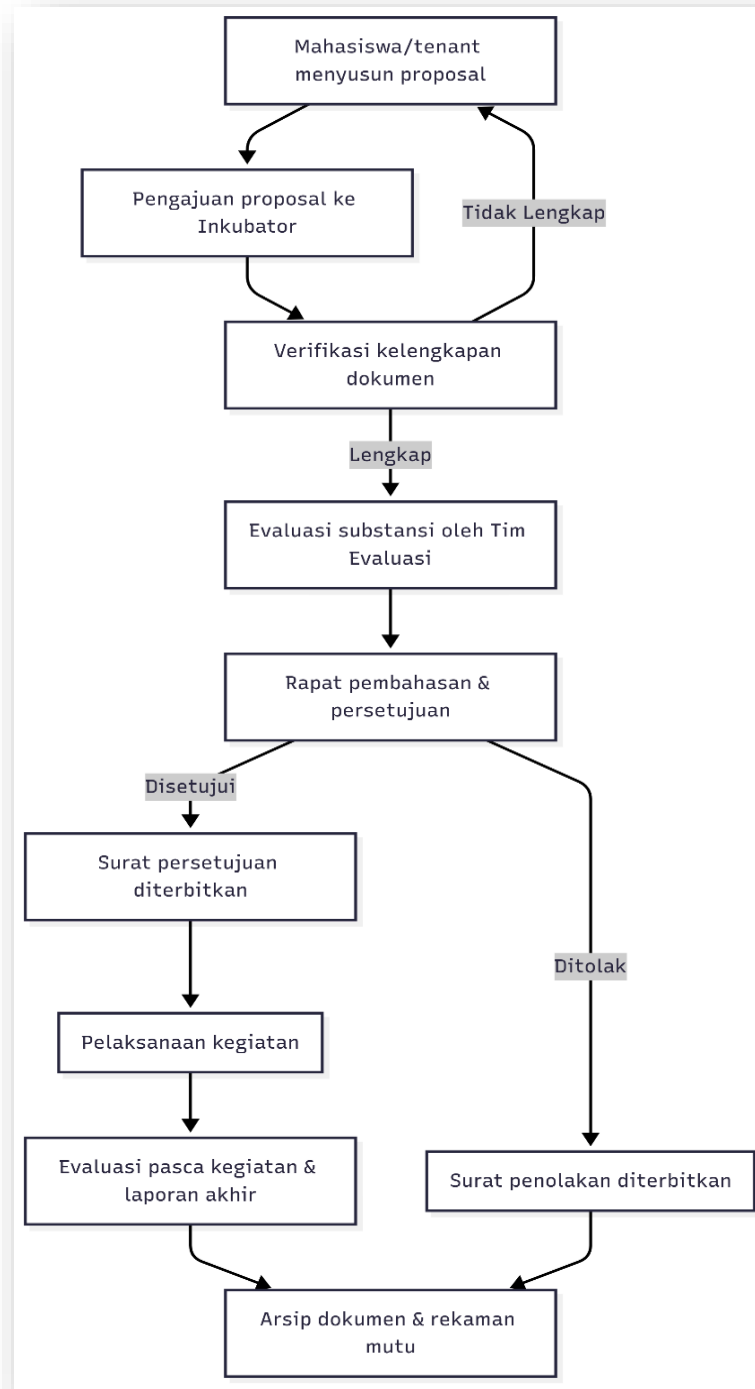 Mahasiswa/tenant
menyusun proposal
Pengajuan proposal ke
Inkubator
Tidak Lengkap
Verifikasi kelengkapan
dokumen
Lengkap
Evaluasi substansi oleh Tim
Evaluasi
Rapat pembahasan &
persetujuan
Disetujui
Surat persetujuan
diterbitkan
Ditolak
Pelaksanaan kegiatan
Evaluasi pasca kegiatan &
laporan akhir
Surat penolakan diterbitkan
Arsip dokumen & rekaman
mutu